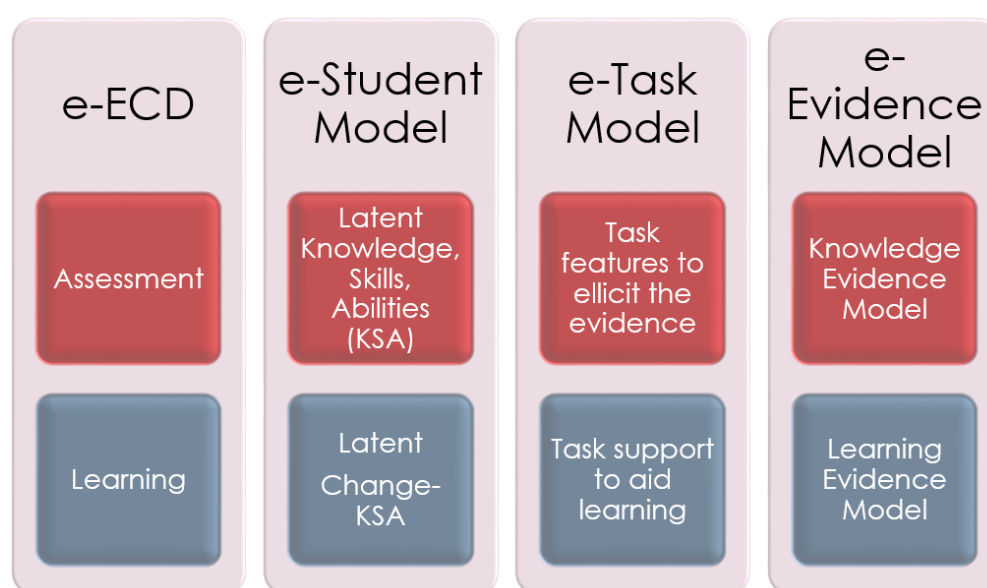 e-ECD
Assessment
Learning
e-Student
Model
Latent
Knowledge,
Skills,
Abilities
(KSA)
Latent
Change-
KSA
e-Task
Model
Task
features to
ellicit the
evidence
Task support
to aid
learning
e-
Evidence
Model
Knowledge
Evidence
Model
Learning
Evidence
Model